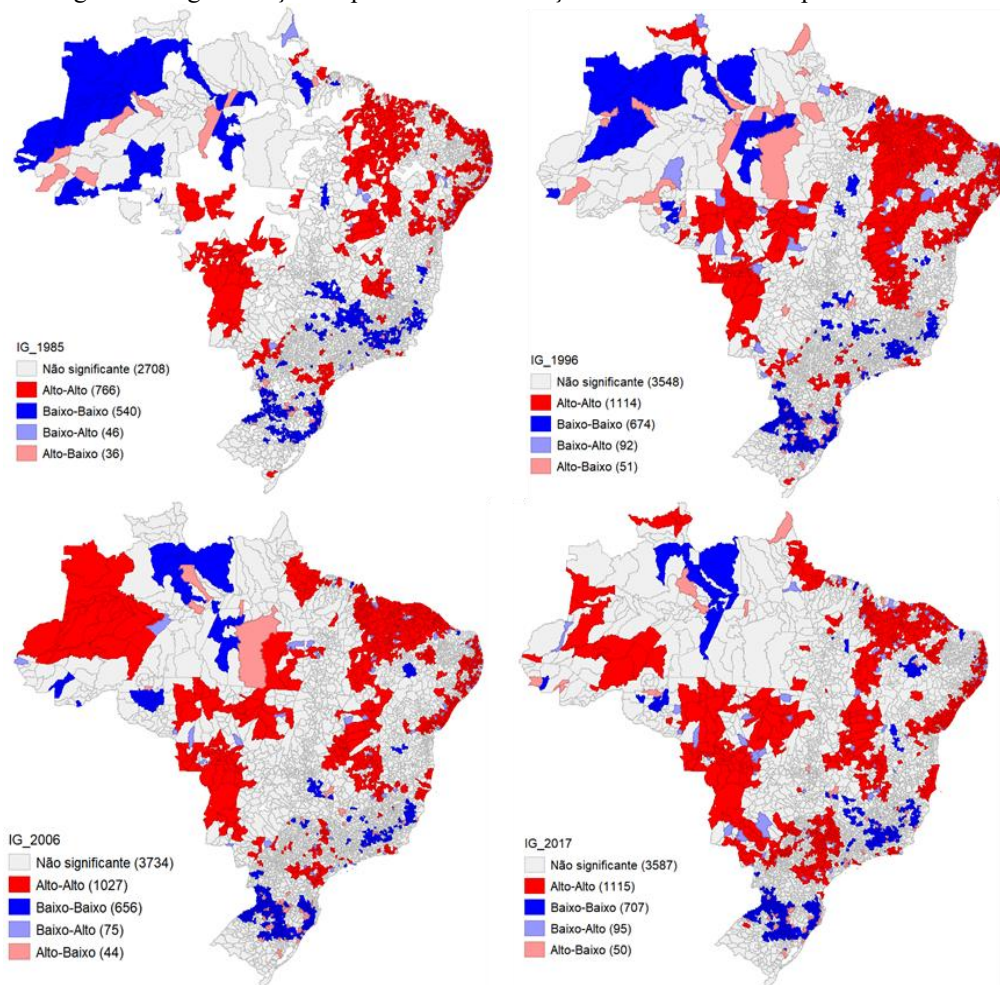 IG_1985
Não significante (2708)
Alto-Alto (766)
Baixo-Baixo (540)
Baixo-Alto (46)
Alto-Baixo (36)
IG_1996
Não significante (3548)
Alto-Alto (1114)
Baixo-Baixo (674)
Baixo-Alto (92)
Alto-Baixo (51)
IG_2006
Não significante (3734)
Alto-Alto (1027)
Baixo-Baixo (656)
Baixo-Alto (75)
Alto-Baixo (44)
IG_2017
Não significante (3587)
Alto-Alto (1115)
Baixo-Baixo (707)
Baixo-Alto (95)
Alto-Baixo (50)